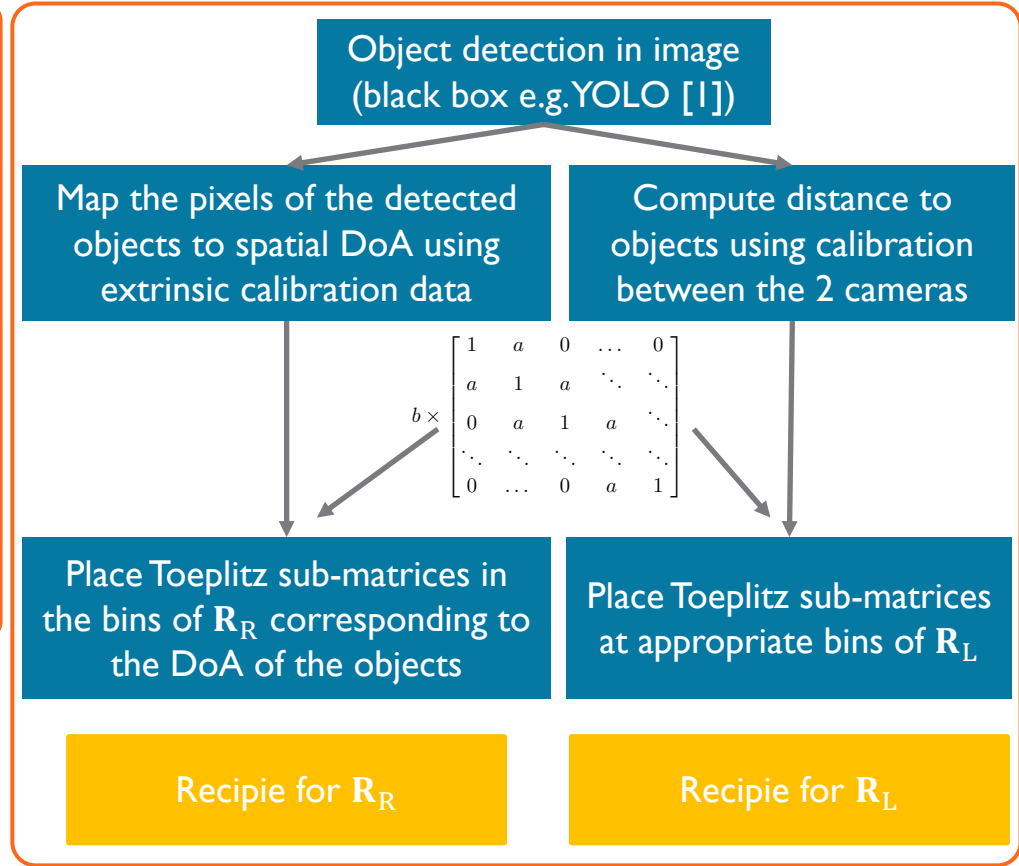 Object detection in image
(black box e.g. YOLO [1])
Map the pixels of the detected
objects to spatial DoA using
extrinsic calibration data
Compute distance to
objects using calibration
between the 2 cameras
b ×
1 a 0 … 0
a 1 a ⋱ ⋱
0 a 1 a ⋱
⋱ ⋱ ⋱ ⋱ ⋱
0 … 0 a 1
Place Toeplitz sub-matrices in
the bins of R_R corresponding to
the DoA of the objects
Place Toeplitz sub-matrices
at appropriate bins of R_L
Recipie for R_R
Recipie for R_L